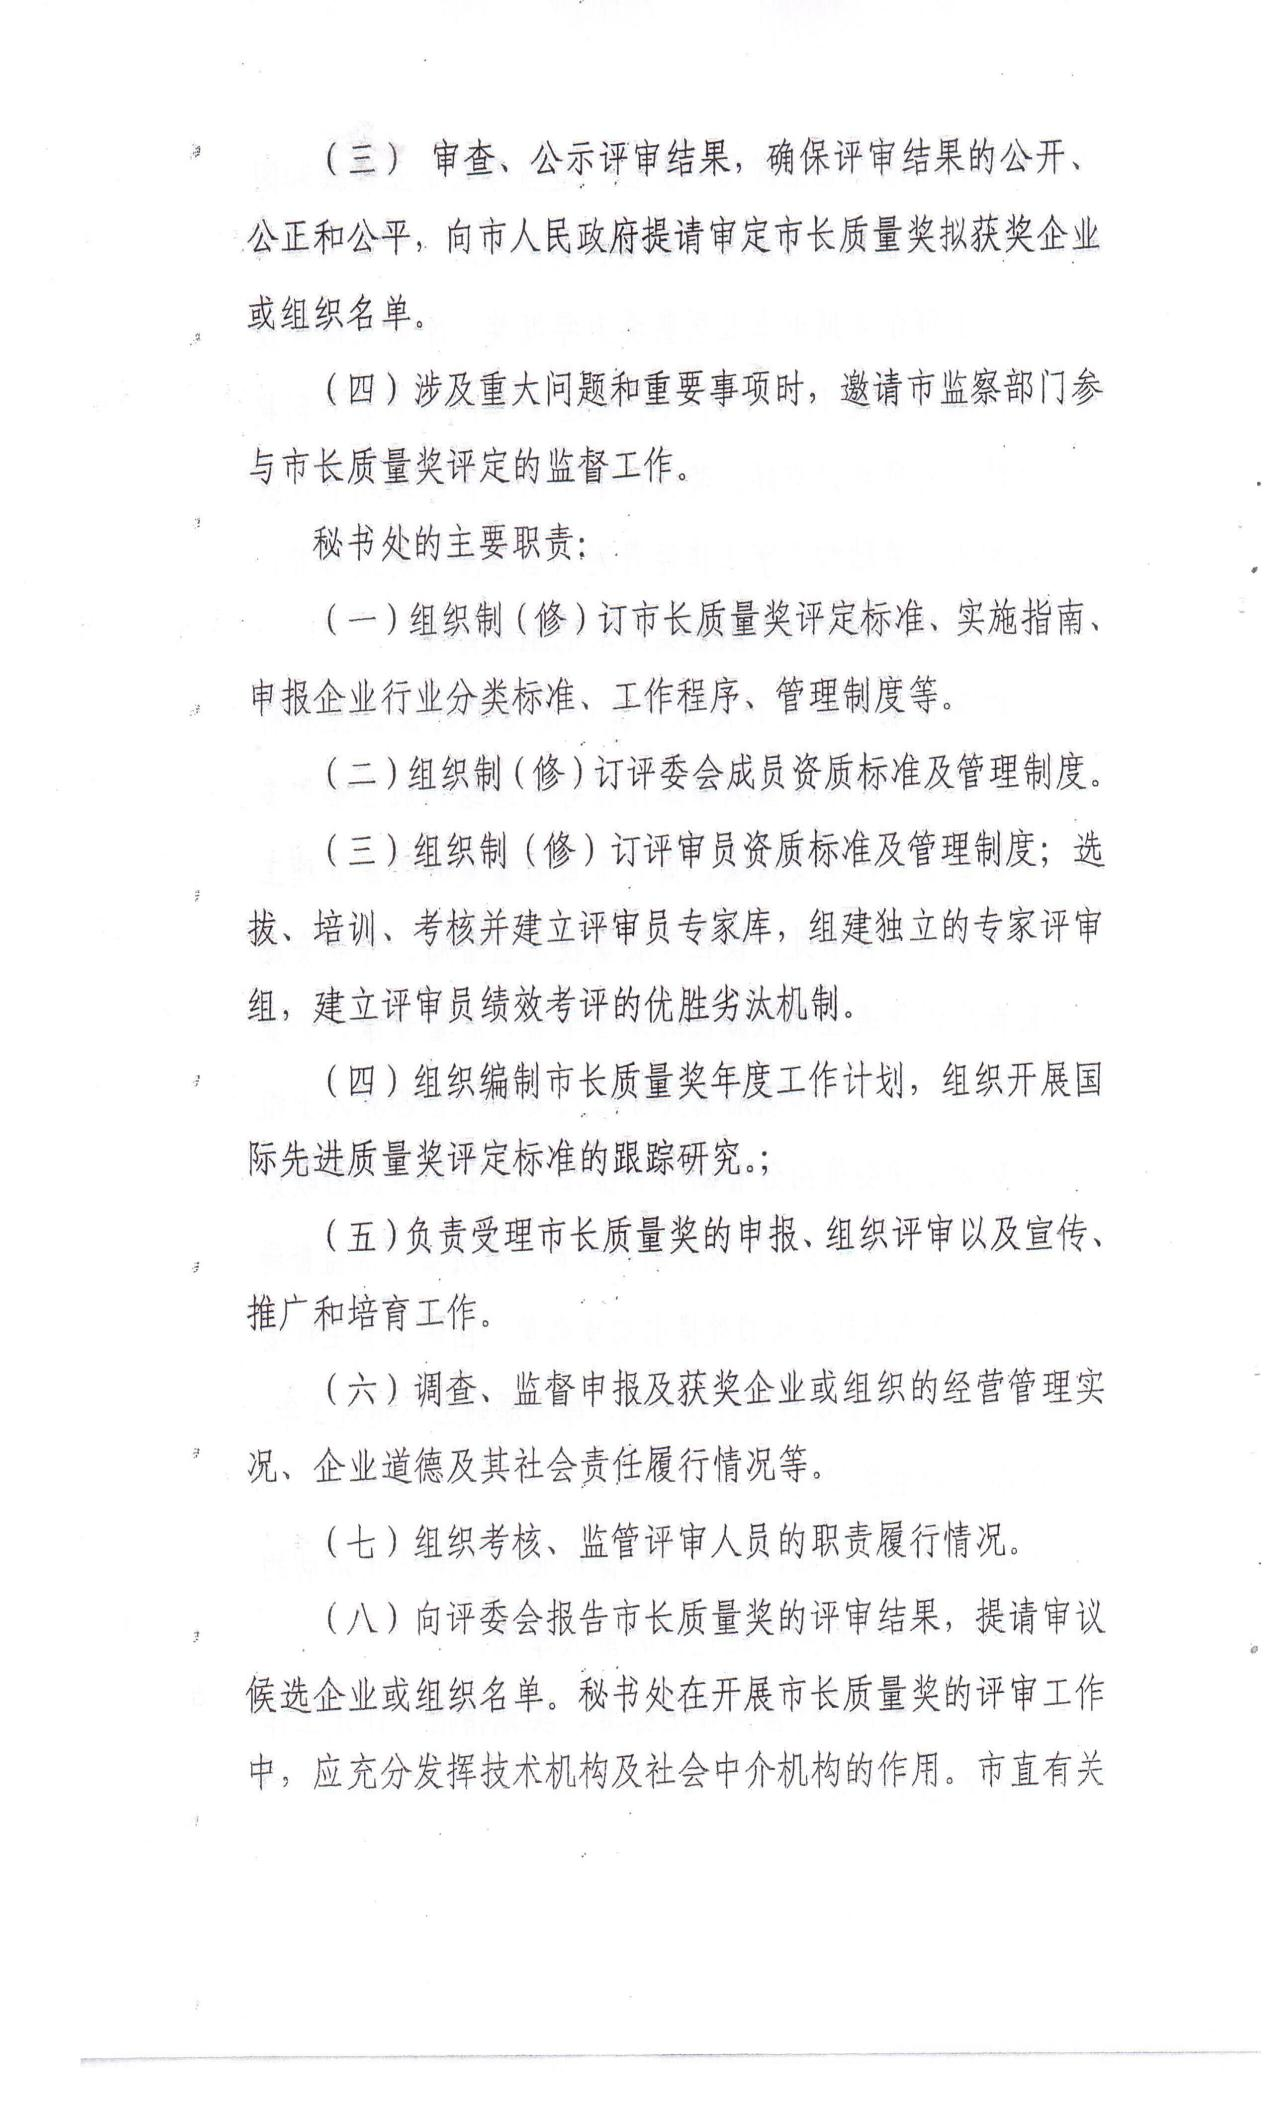 （三） 审查、公示评审结果，确保评审结果的公开、
公正和公平，向市人民政府提请审定市长质量奖拟获奖企业
或组织名单。
（四）涉及重大问题和重要事项时，邀请市监察部门参
与市长质量奖评定的监督工作。
秘书处的主要职责：
（一）组织制（修）订市长质量奖评定标准、实施指南、
申报企业行业分类标准、工作程序、管理制度等。
（二）组织制（修）订评委会成员资质标准及管理制度。
（三）组织制（修）订评审员资质标准及管理制度；选
拔、培训、考核并建立评审员专家库，组建独立的专家评审
组，建立评审员绩效考评的优胜劣汰机制。
（四）组织编制市长质量奖年度工作计划，组织开展国
际先进质量奖评定标准的跟踪研究。；
（五）负责受理市长质量奖的申报、组织评审以及宣传、
推广和培育工作。
（六）调查、监督申报及获奖企业或组织的经营管理实
况、企业道德及其社会责任履行情况等。
（七）组织考核、监管评审人员的职责履行情况。
（八）向评委会报告市长质量奖的评审结果，提请审议
候选企业或组织名单。秘书处在开展市长质量奖的评审工作
中，应充分发挥技术机构及社会中介机构的作用。市直有关